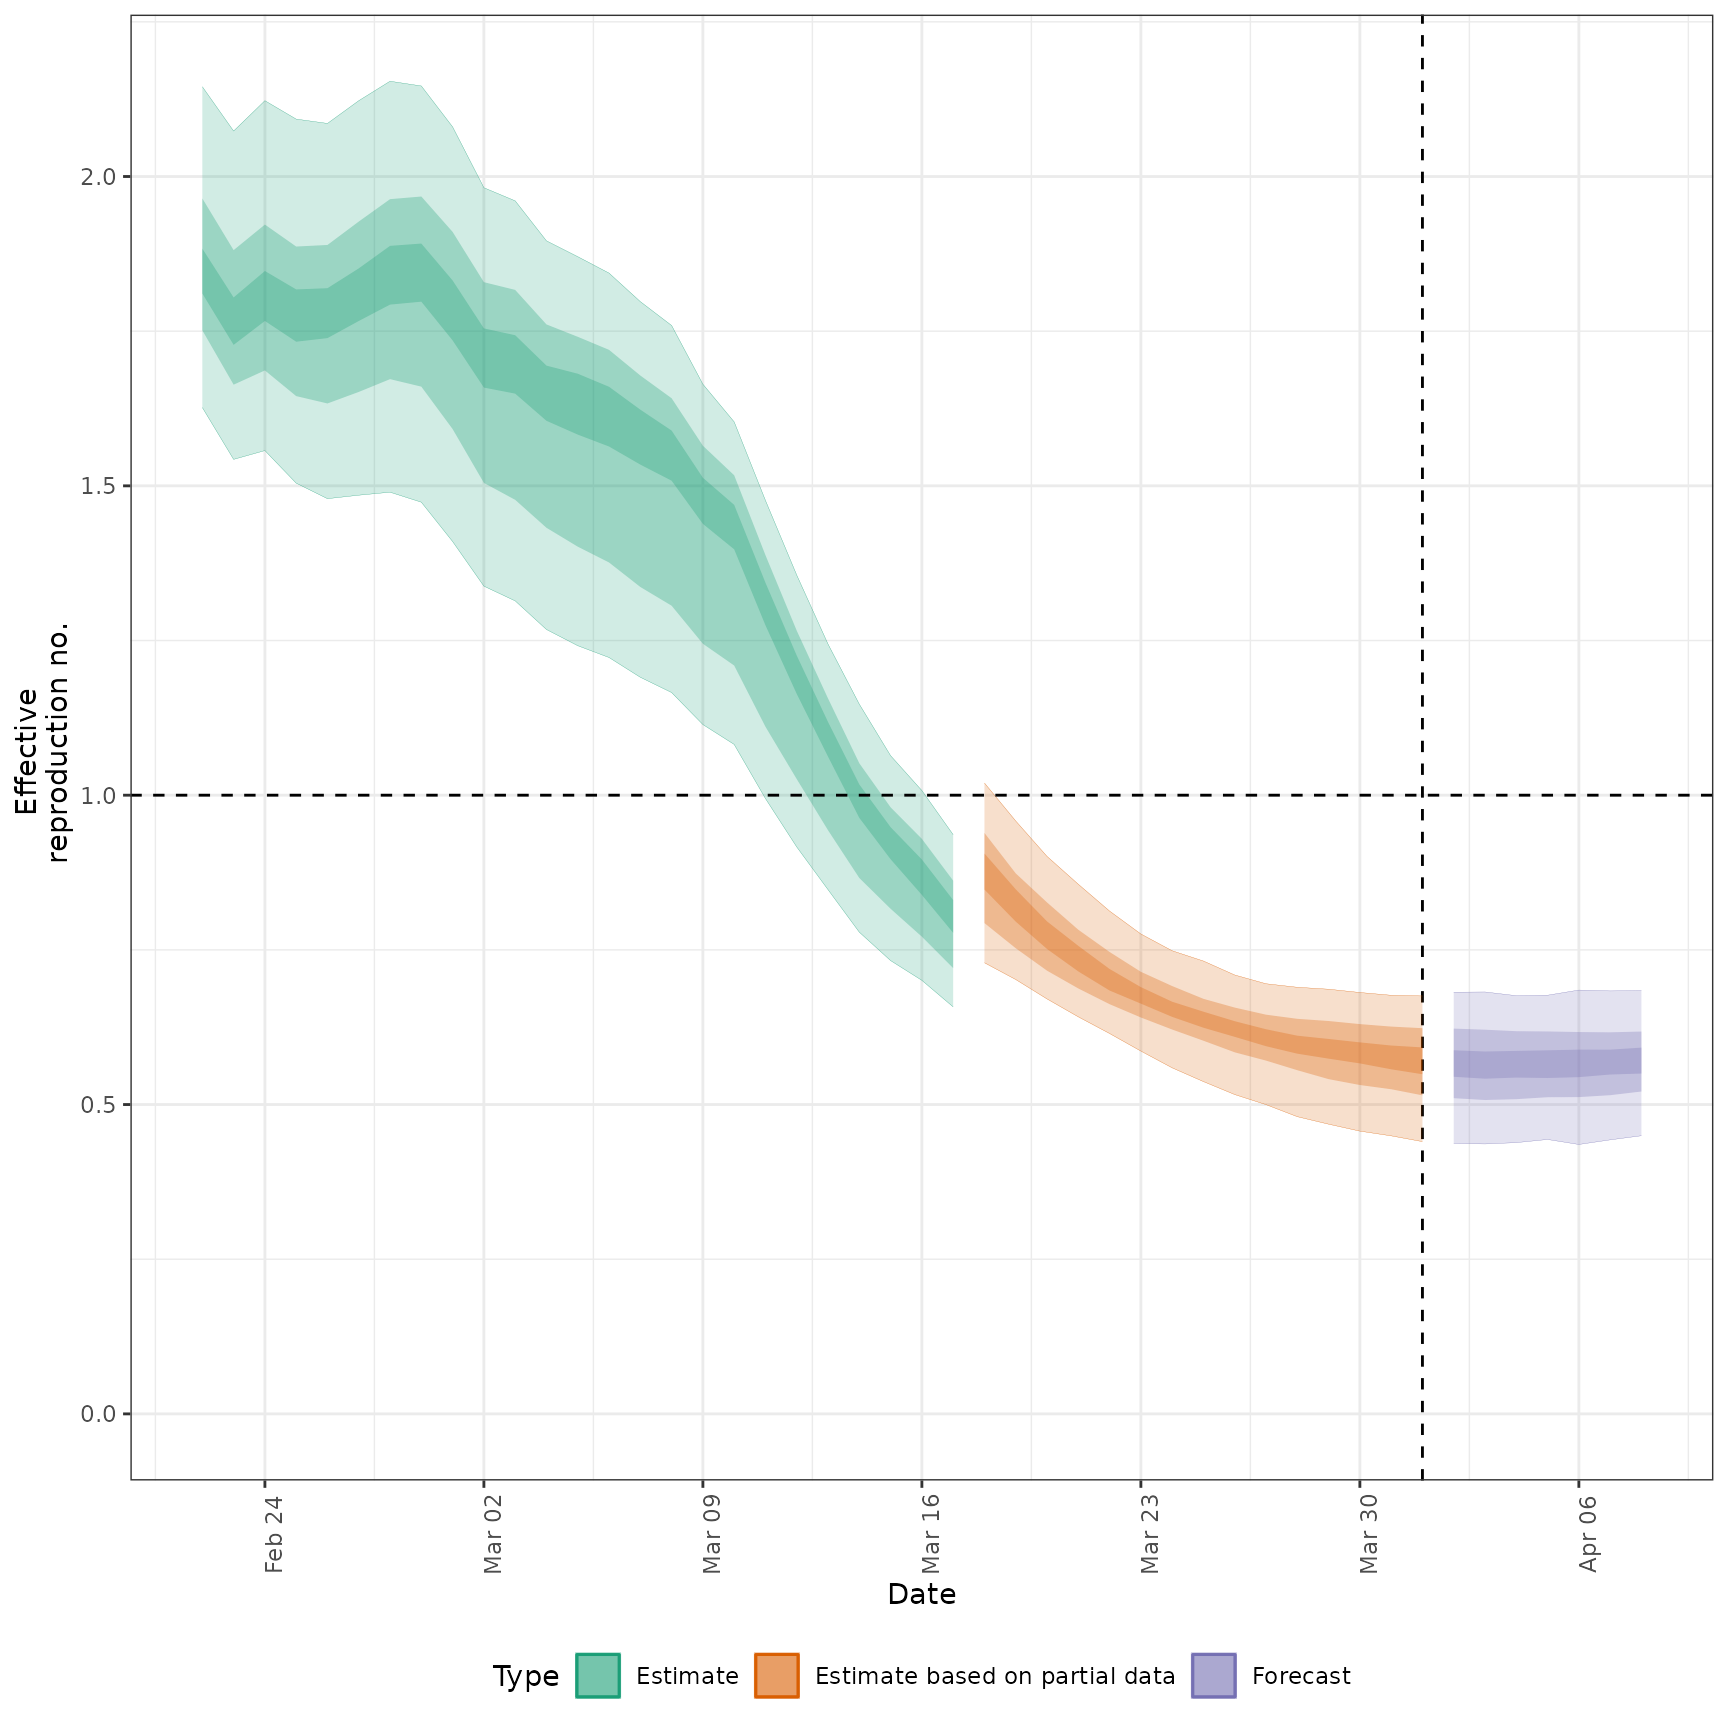 Effective
reproduction no.
2.0
1.5
1.0
0.5
0.0
Feb 24
Mar 02
Mar 09
Mar 16
Mar 23
Mar 30
Apr 06
Date
Type Estimate Estimate based on partial data Forecast